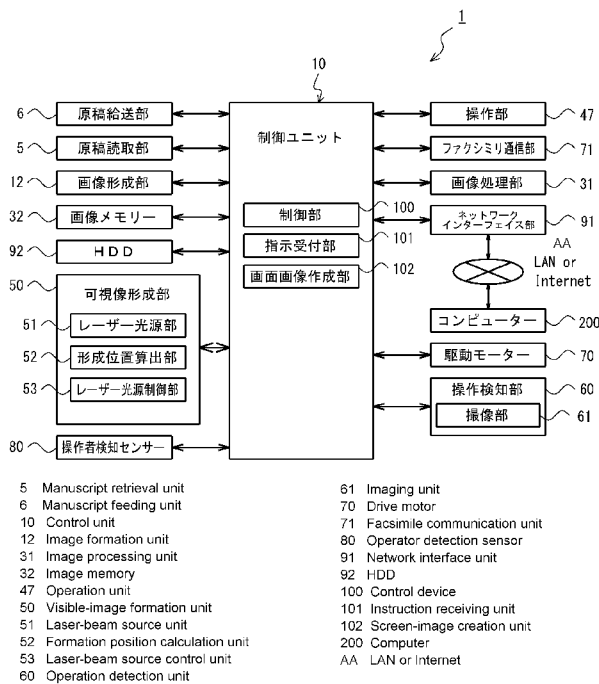 1
10
6 原稿給送部
5 原稿読取部
12 画像形成部
32 画像メモリー
92 HDD
50 可視像形成部
51 レーザー光源部
52 形成位置算出部
53 レーザー光源制御部
80 操作者検知センサー
制御ユニット
制御部 100
指示受付部 101
画面画像作成部 102
操作部 47
ファクシミリ通信部 71
画像処理部 31
ネットワーク
インターフェイス部 91
AA
LAN or
Internet
コンピューター 200
駆動モーター 70
操作検知部 60
撮像部 61
5 Manuscript retrieval unit
6 Manuscript feeding unit
10 Control unit
12 Image formation unit
31 Image processing unit
32 Image memory
47 Operation unit
50 Visible-image formation unit
51 Laser-beam source unit
52 Formation position calculation unit
53 Laser-beam source control unit
60 Operation detection unit
61 Imaging unit
70 Drive motor
71 Facsimile communication unit
80 Operator detection sensor
91 Network interface unit
92 HDD
100 Control device
101 Instruction receiving unit
102 Screen-image creation unit
200 Computer
AA LAN or Internet